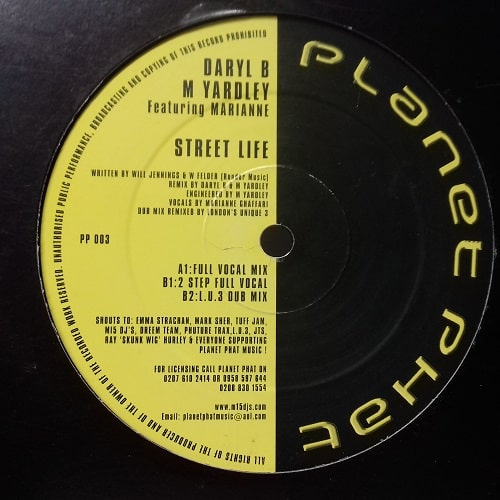 ALL RIGHTS OF THE PRODUCER AND OF THE OWNER OF THE RECORDED WORK RESERVED. UNAUTHORISED PUBLIC PERFORMANCE, BROADCASTING AND COPYING OF THIS RECORD PROHIBITED
PLANET PHAT
DARYL B
M YARDLEY
Featuring MARIANNE
STREET LIFE
WRITTEN BY WILL JENNINGS & W FELDER (Rondor Music)
REMIX BY DARYL B & M YARDLEY
ENGINEERED BY M YARDLEY
VOCALS BY MARIANNE GHAFFARI
DUB MIX REMIXED BY LONDON'S UNIQUE 3
PP 003
A1:FULL VOCAL MIX
B1:2 STEP FULL VOCAL
B2:L.U.3 DUB MIX
SHOUTS TO: EMMA STRACHAN, MARK SHER, TUFF JAM,
MI5 DJ'S, DREEM TEAM, PHUTURE TRAX,L.U.3, JTS,
RAY 'SKUNK WIG' HURLEY & EVERYONE SUPPORTING
PLANET PHAT MUSIC !
FOR LICENSING CALL PLANET PHAT ON
0207 610 2414 OR 0958 597 644
0208 830 1554
www.mt5djs.com
Email: planetphatmusic@aol.com